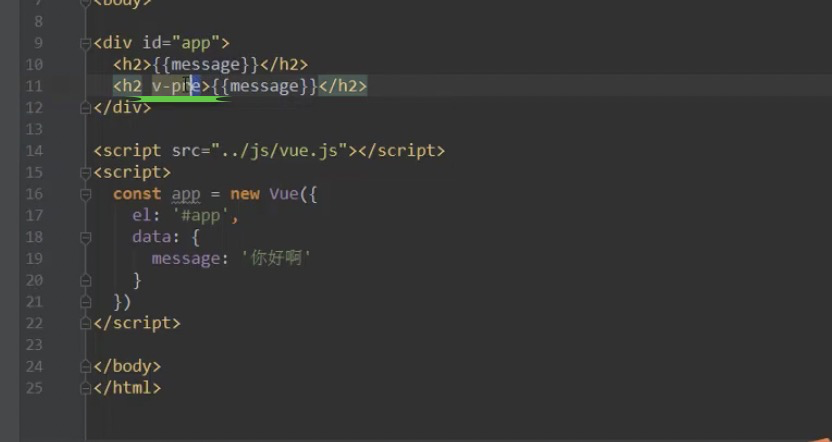 7 <body>
8
9 <div id="app">
10 <h2>{{message}}</h2>
11 <h2 v-pre>{{message}}</h2>
12 </div>
13
14 <script src="../js/vue.js"></script>
15 <script>
16 const app = new Vue({
17 el: '#app',
18 data: {
19 message: '你好啊'
20 }
21 })
22 </script>
23
24 </body>
25 </html>